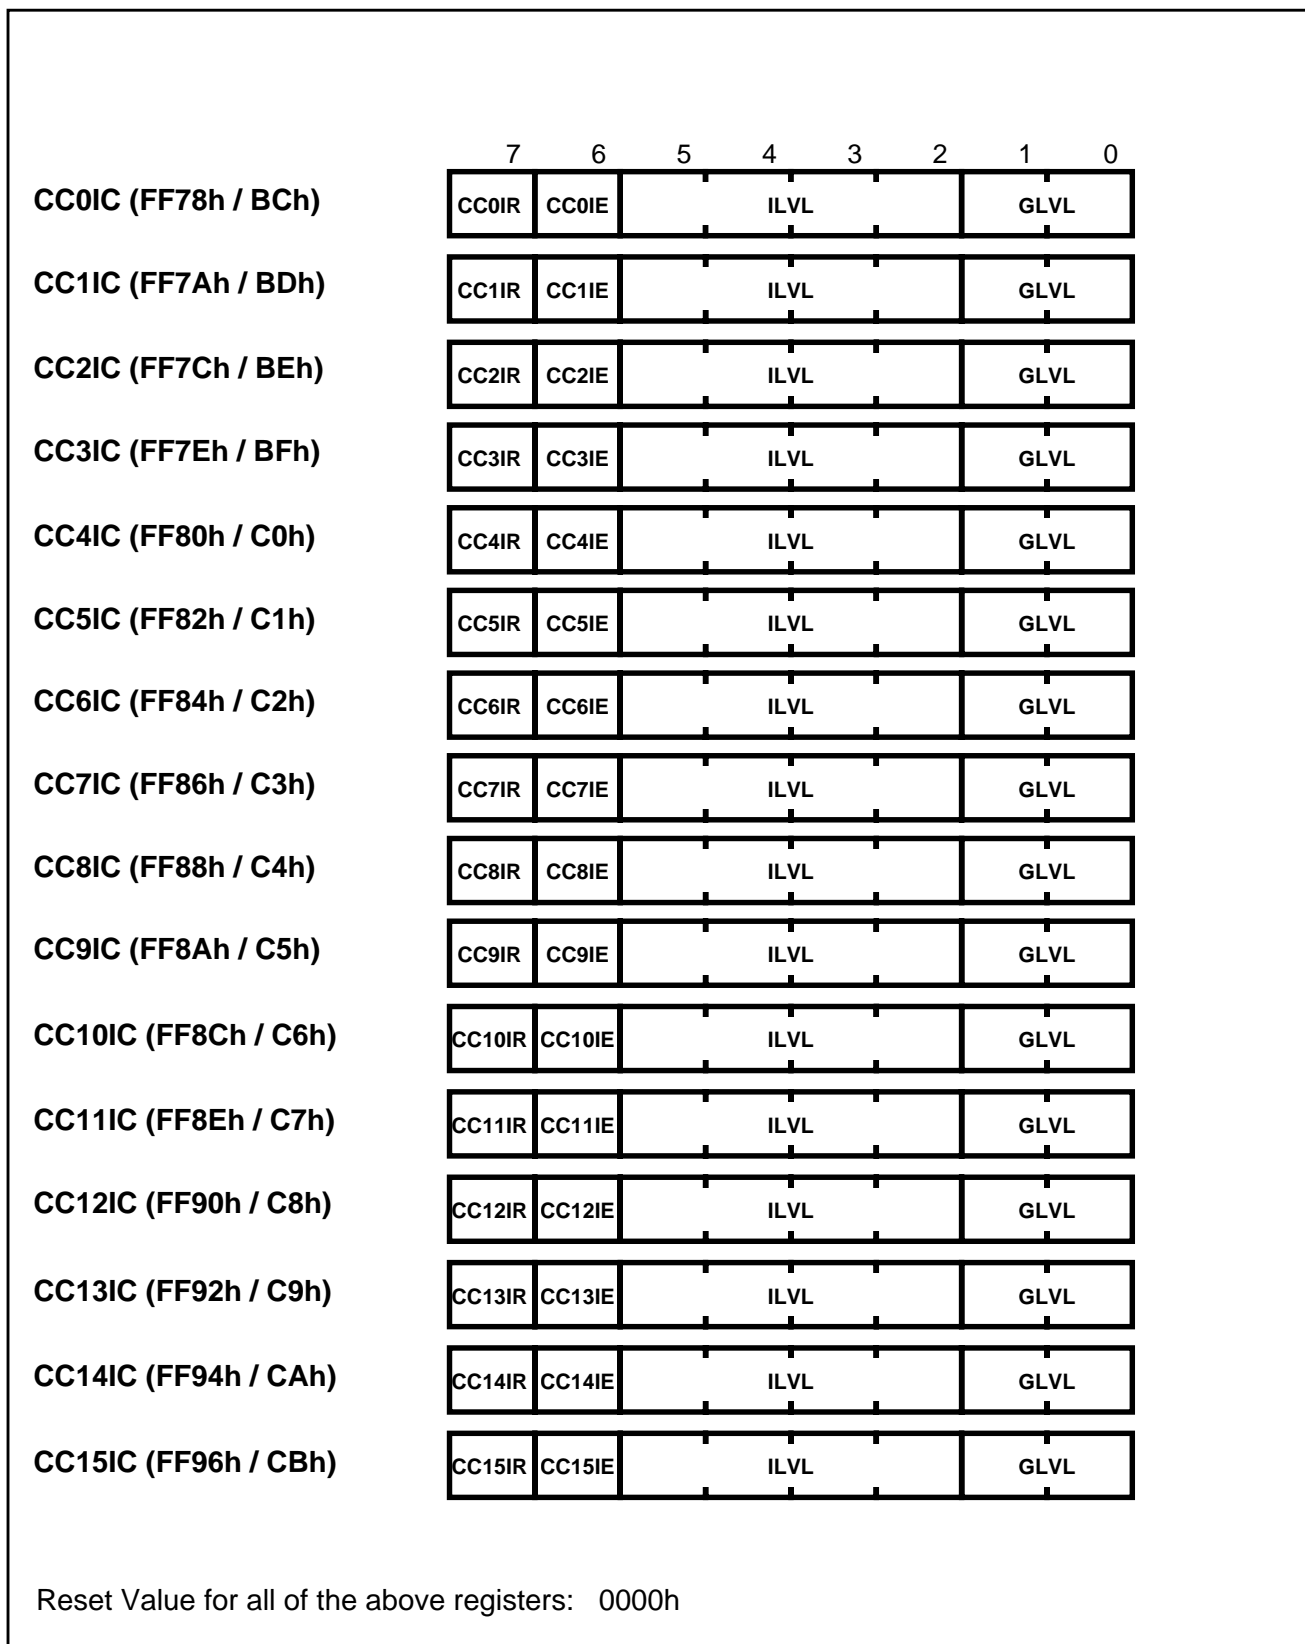 7 6 5 4 3 2 1 0
CC0IC (FF78h / BCh) CC0IR CC0IE ILVL GLVL
CC1IC (FF7Ah / BDh) CC1IR CC1IE ILVL GLVL
CC2IC (FF7Ch / BEh) CC2IR CC2IE ILVL GLVL
CC3IC (FF7Eh / BFh) CC3IR CC3IE ILVL GLVL
CC4IC (FF80h / C0h) CC4IR CC4IE ILVL GLVL
CC5IC (FF82h / C1h) CC5IR CC5IE ILVL GLVL
CC6IC (FF84h / C2h) CC6IR CC6IE ILVL GLVL
CC7IC (FF86h / C3h) CC7IR CC7IE ILVL GLVL
CC8IC (FF88h / C4h) CC8IR CC8IE ILVL GLVL
CC9IC (FF8Ah / C5h) CC9IR CC9IE ILVL GLVL
CC10IC (FF8Ch / C6h) CC10IR CC10IE ILVL GLVL
CC11IC (FF8Eh / C7h) CC11IR CC11IE ILVL GLVL
CC12IC (FF90h / C8h) CC12IR CC12IE ILVL GLVL
CC13IC (FF92h / C9h) CC13IR CC13IE ILVL GLVL
CC14IC (FF94h / CAh) CC14IR CC14IE ILVL GLVL
CC15IC (FF96h / CBh) CC15IR CC15IE ILVL GLVL
Reset Value for all of the above registers: 0000h